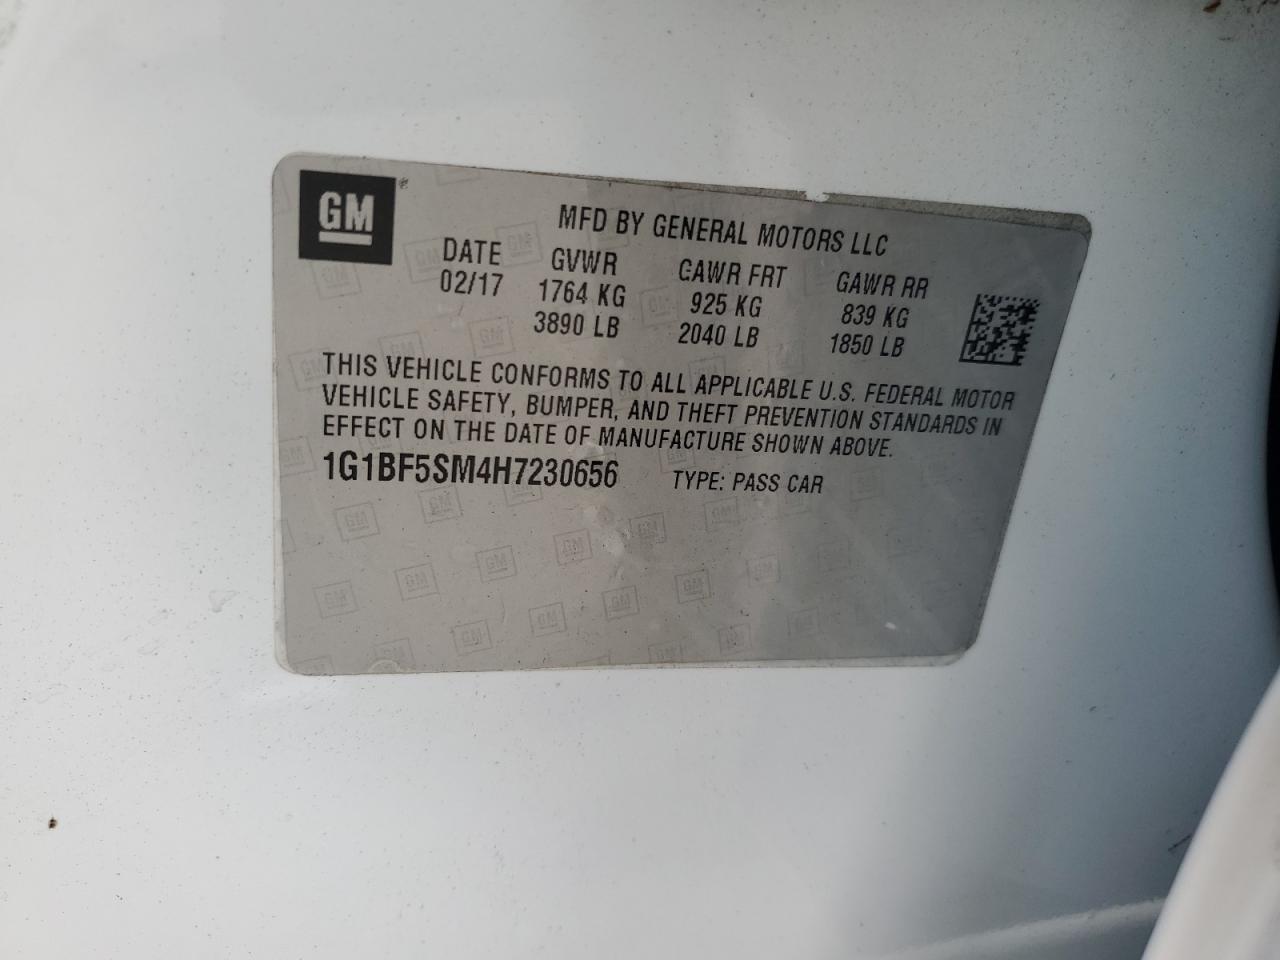 GM®
MFD BY GENERAL MOTORS LLC
DATE GVWR GAWR FRT GAWR RR
02/17 1764 KG 925 KG 839 KG
3890 LB 2040 LB 1850 LB
THIS VEHICLE CONFORMS TO ALL APPLICABLE U.S. FEDERAL MOTOR
VEHICLE SAFETY, BUMPER, AND THEFT PREVENTION STANDARDS IN
EFFECT ON THE DATE OF MANUFACTURE SHOWN ABOVE.
1G1BF5SM4H7230656 TYPE: PASS CAR